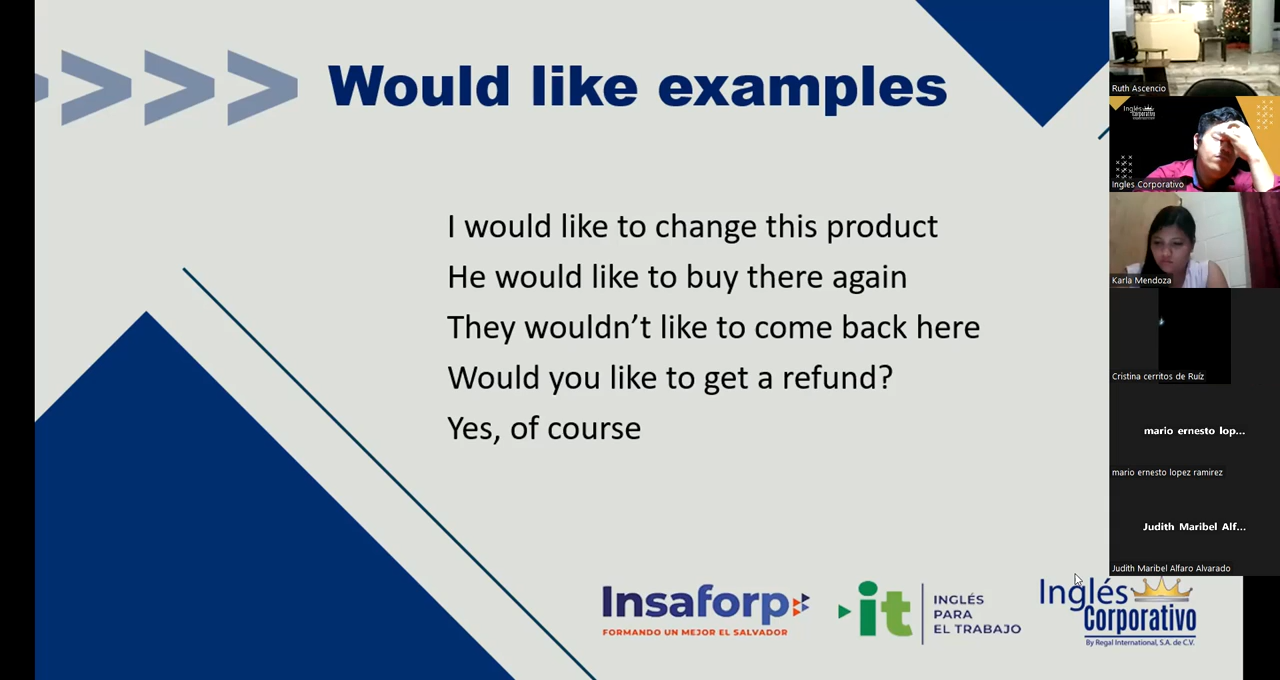 Would like examples
I would like to change this product
He would like to buy there again
They wouldn’t like to come back here
Would you like to get a refund?
Yes, of course
Insaforp
FORMANDO UN MEJOR EL SALVADOR
it
INGLÉS
PARA
EL TRABAJO
Inglés
Corporativo
By Regal International, S.A. de C.V.
Ruth Ascencio
Inglés
Corporativo
Ingles Corporativo
Karla Mendoza
Cristina cerritos de Ruíz
mario ernesto lop...
mario ernesto lopez ramirez
Judith Maribel Alf...
Judith Maribel Alfaro Alvarado